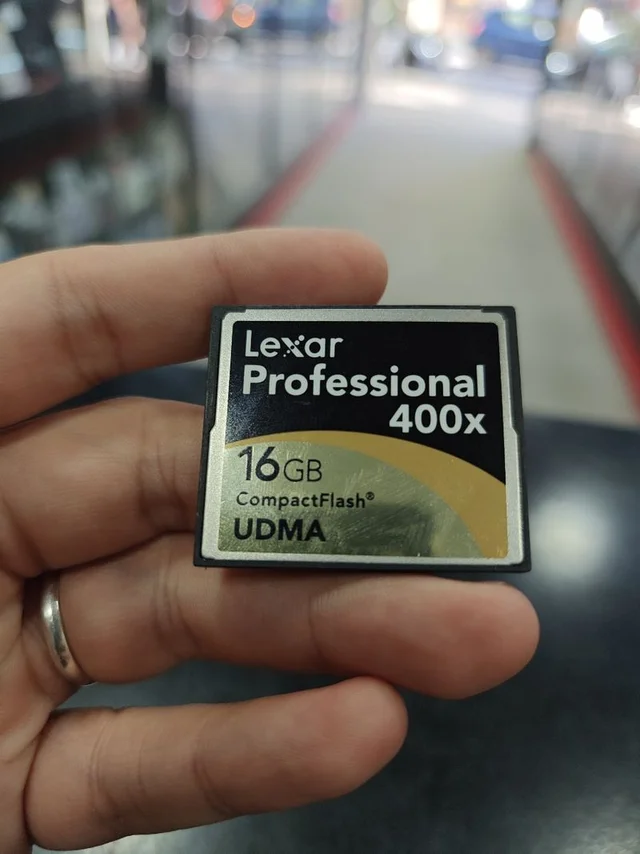 Lexar
Professional
400x
16GB
CompactFlash®
UDMA